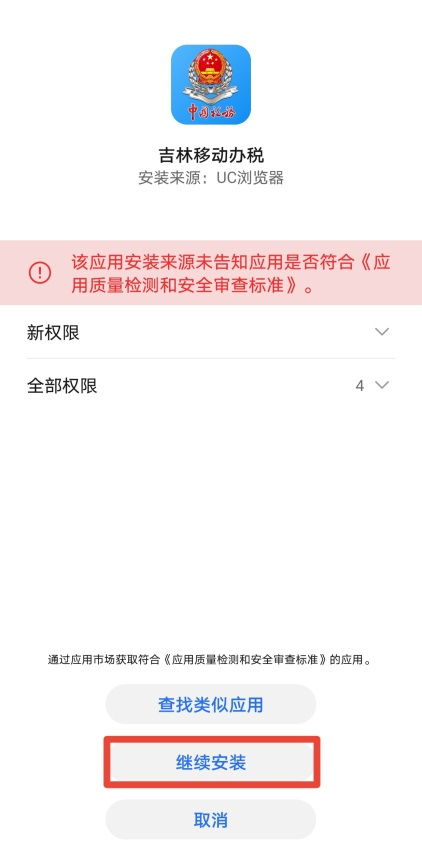 中国税务
吉林移动办税
安装来源：UC浏览器
该应用安装来源未告知应用是否符合《应
用质量检测和安全审查标准》。
新权限
全部权限 4
通过应用市场获取符合《应用质量检测和安全审查标准》的应用。
查找类似应用
继续安装
取消